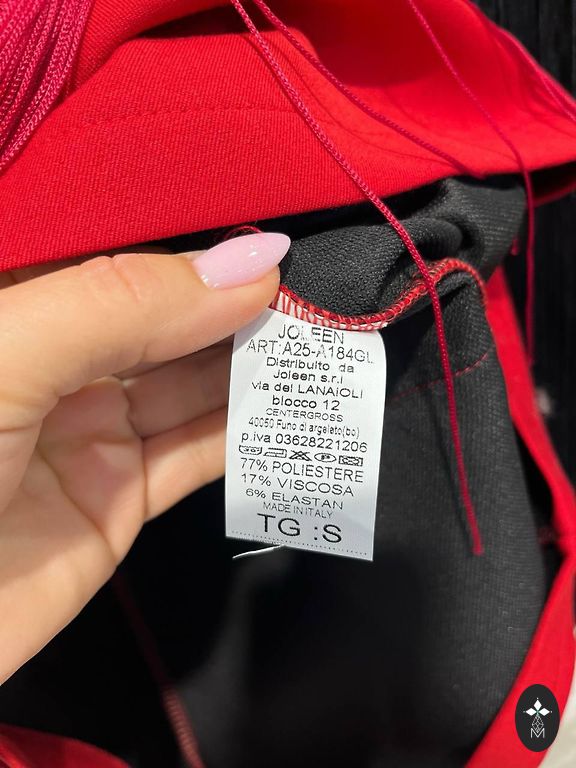 JOLEEN
ART:A25-A184GL
Distribuito da
Joleen s.r.l
via dei LANAIOLI
blocco 12
CENTERGROSS
40050 Funo di argelato(bo)
p.iva 03628221206
77% POLIESTERE
17% VISCOSA
6% ELASTAN
MADE IN ITALY
TG :S
M